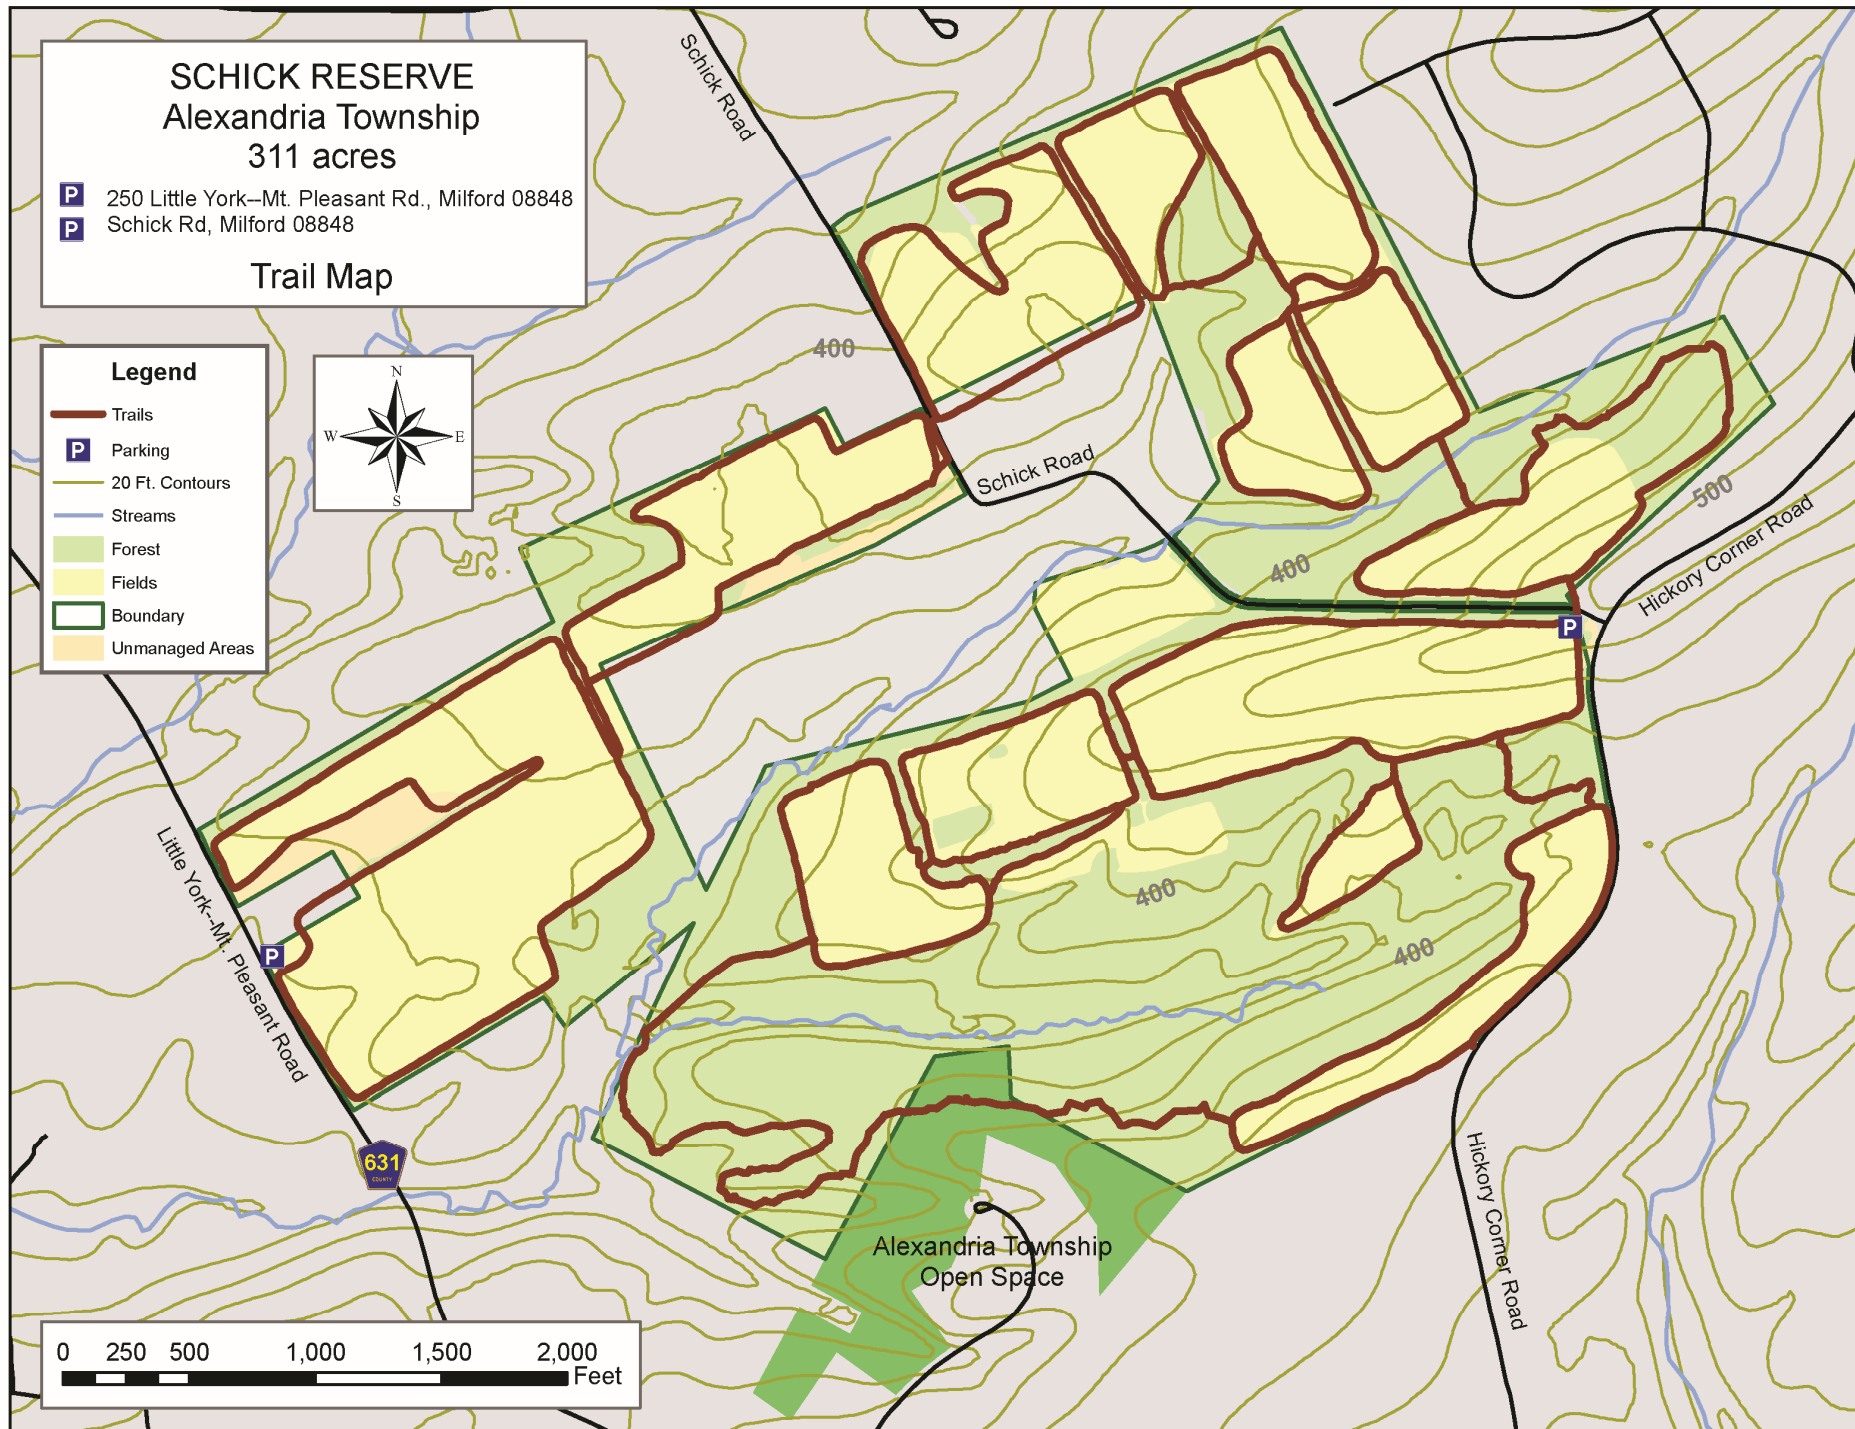 SCHICK RESERVE
Alexandria Township
311 acres
P 250 Little York--Mt. Pleasant Rd., Milford 08848
P Schick Rd, Milford 08848
Trail Map
Legend
Trails
P Parking
20 Ft. Contours
Streams
Forest
Fields
Boundary
Unmanaged Areas
N
W E
S
Schick Road
400
Schick Road
500
400
Hickory Corner Road
P
Little York--Mt. Pleasant Road
400
400
P
631
COUNTY
Hickory Corner Road
Alexandria Township
Open Space
0 250 500 1,000 1,500 2,000
Feet